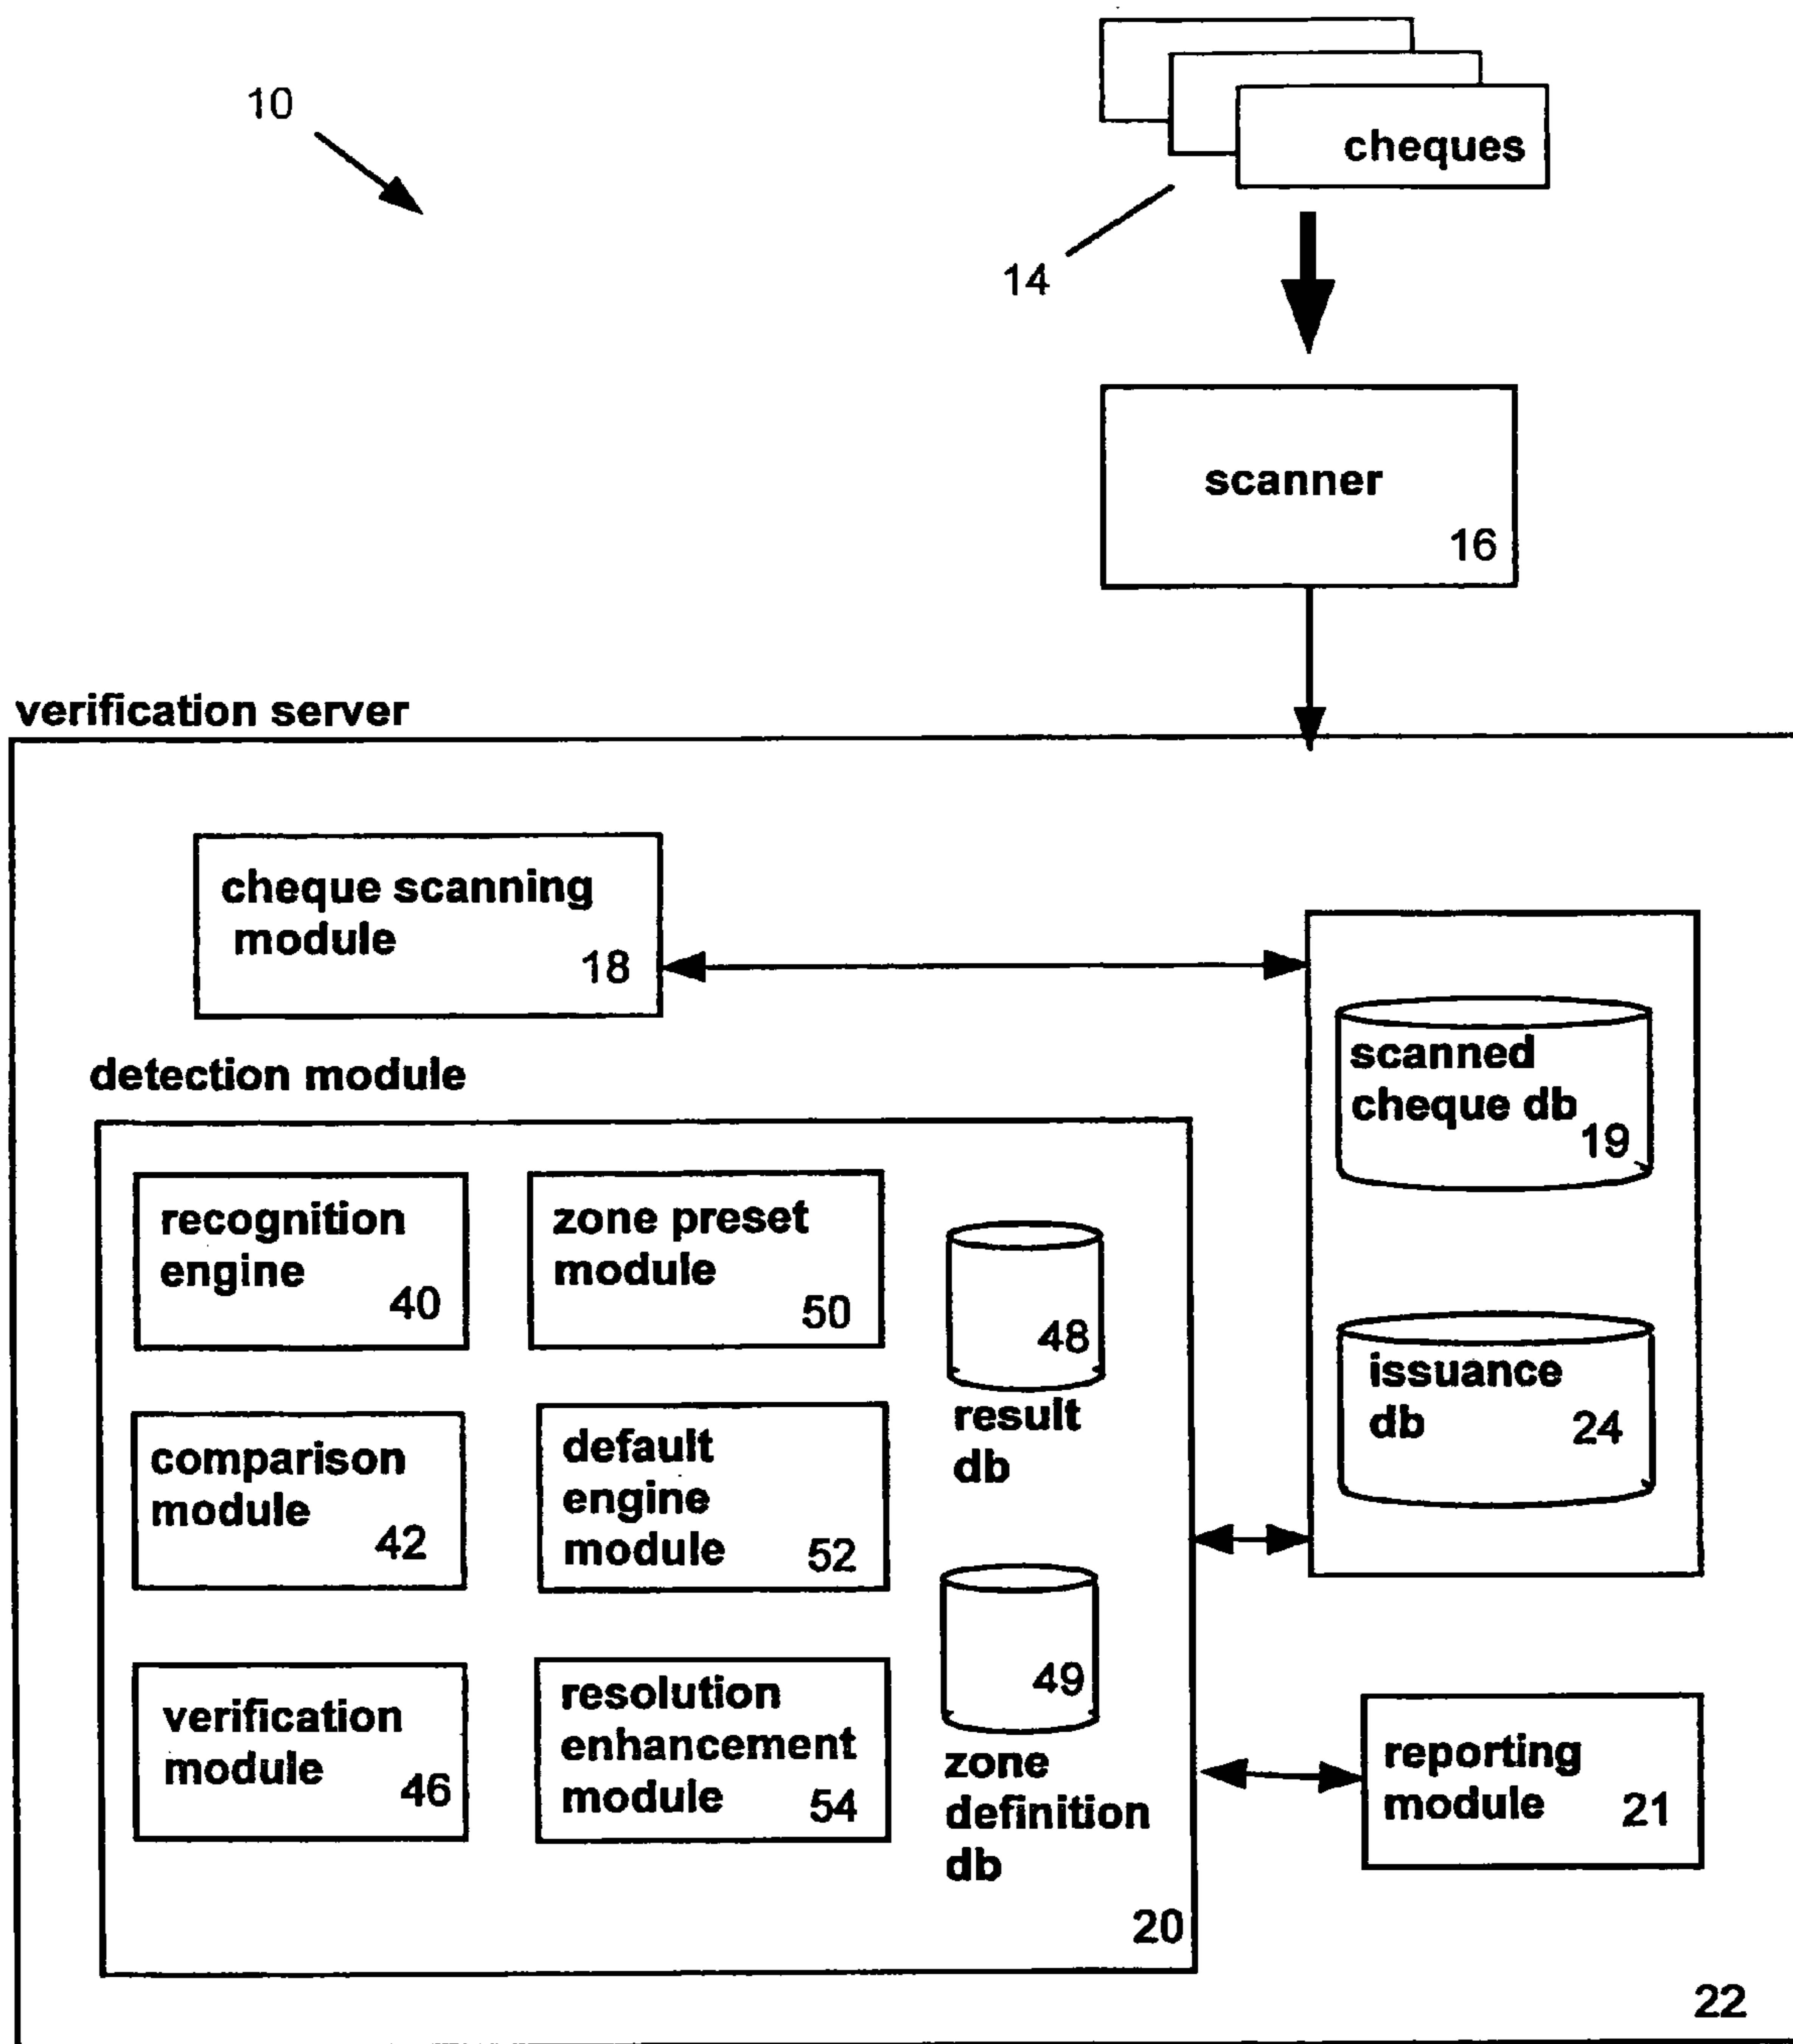 10
cheques
14
scanner
16
verification server
cheque scanning
module
18
scanned
cheque db
19
issuance
db
24
detection module
recognition
engine
40
zone preset
module
50
48
result
db
comparison
module
42
default
engine
module
52
49
zone
definition
db
verification
module
46
resolution
enhancement
module
54
20
reporting
module
21
22